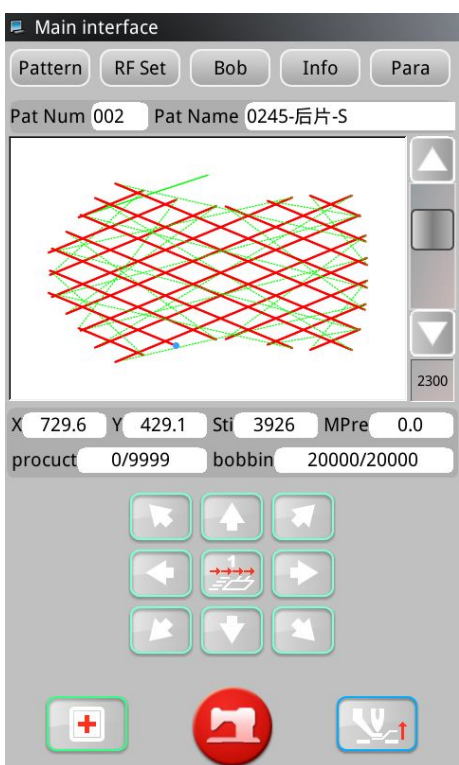 Main interface
Pattern RF Set Bob Info Para
Pat Num 002 Pat Name 0245-后片-S
2300
X 729.6 Y 429.1 Sti 3926 MPre 0.0
procuct 0/9999 bobbin 20000/20000
1